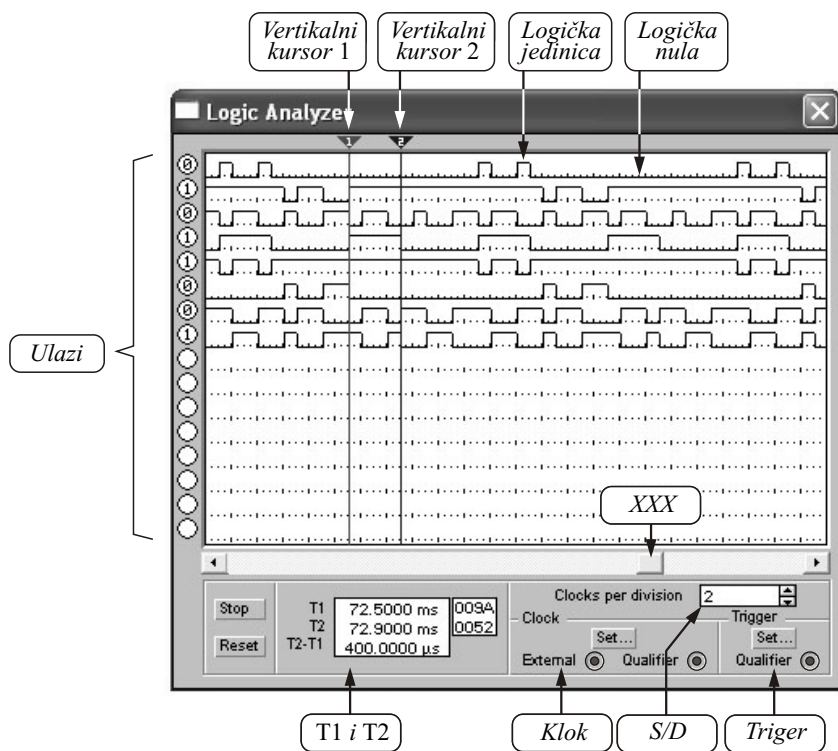 Vertikalni
kursor 1
Vertikalni
kursor 2
Logička
jedinica
Logička
nula
Logic Analyze
1
2
0
1
0
1
1
0
0
1
Ulazi
XXX
Stop
Reset
T1
T2
T2-T1
72.5000 ms
72.9000 ms
400.0000 µs
009A
0052
Clocks per division
2
Clock
Set...
External
Qualifier
Trigger
Set...
Qualifier
T1 i T2
Klok
S/D
Triger